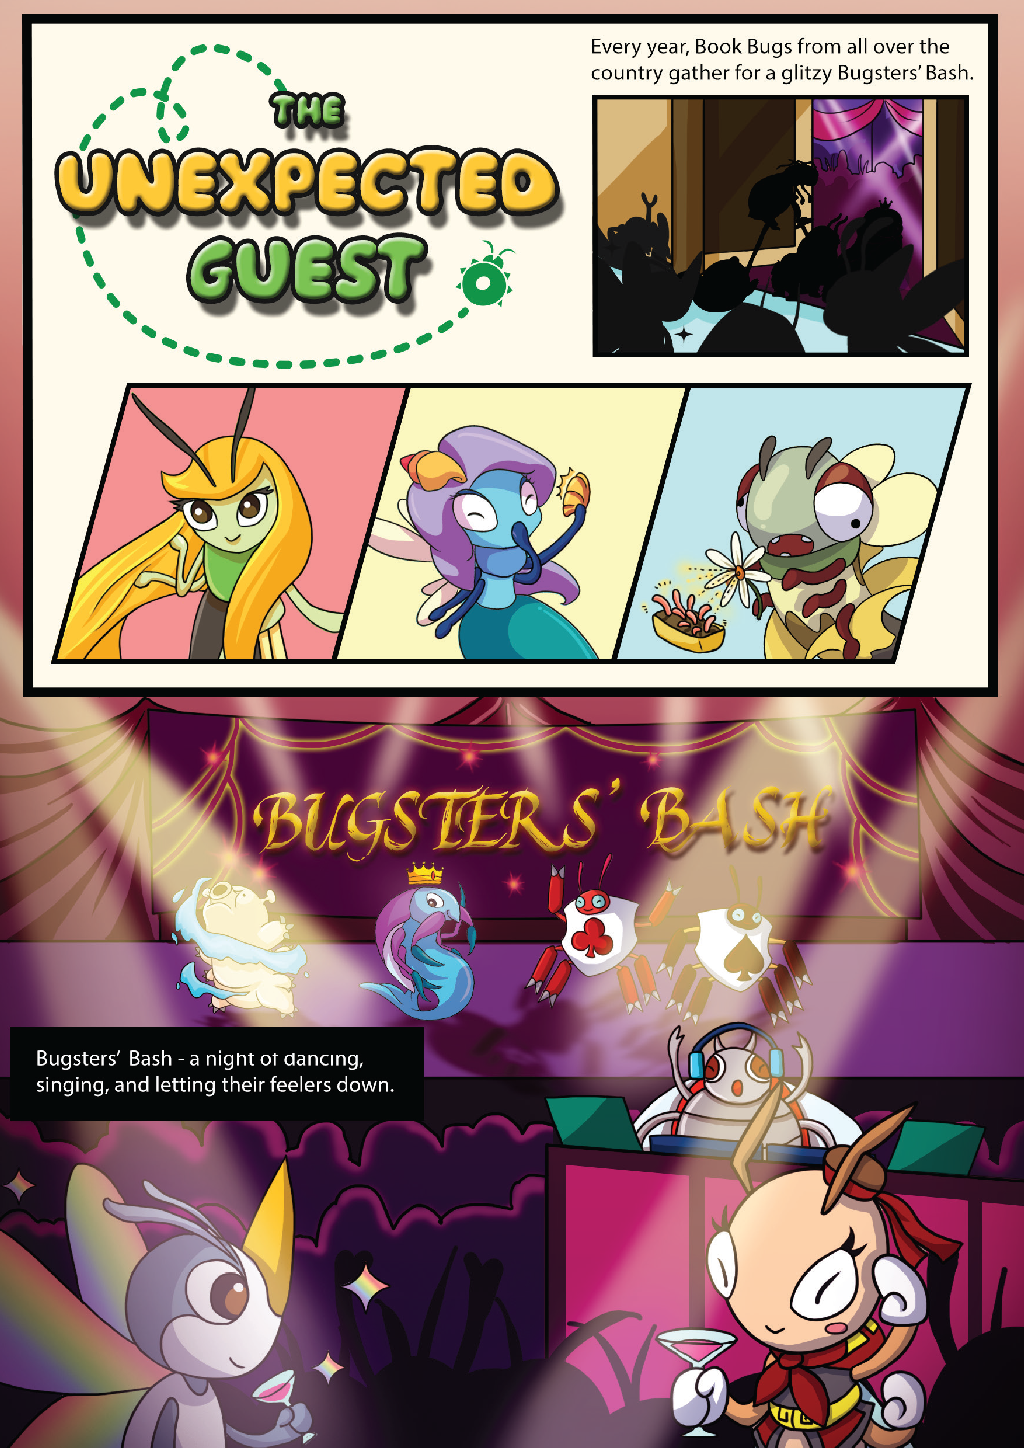 THE
UNEXPECTED
GUEST
Every year, Book Bugs from all over the
country gather for a glitzy Bugsters' Bash.
BUGSTERS' BASH
Bugsters' Bash - a night of dancing,
singing, and letting their feelers down.